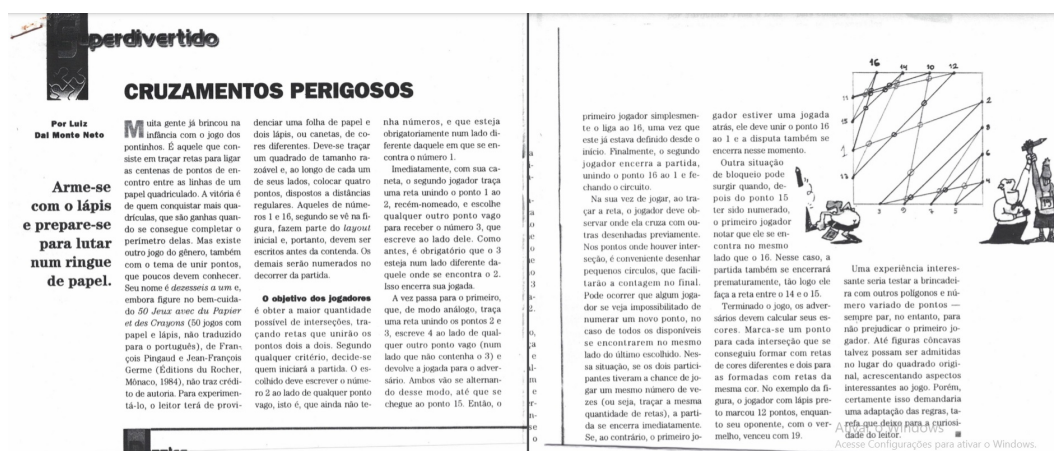 perdivertido
CRUZAMENTOS PERIGOSOS
Por Luiz
Dal Monte Neto
Arme-se
com o lápis
e prepare-se
para lutar
num ringue
de papel.
Muita gente já brincou na
infância com o jogo dos
pontinhos. É aquele que con-
siste em traçar retas para ligar
as centenas de pontos de en-
contro entre as linhas de um
papel quadriculado. A vitória é
de quem conquistar mais qua-
drículas, que são ganhas quan-
do se consegue completar o
perímetro delas. Mas existe
outro jogo do gênero, também
com o tema de unir pontos,
que poucos devem conhecer.
Seu nome é dezesseis a um e,
embora figure no bem-cuida-
do 50 Jeux avec du Papier
et des Crayons (50 jogos com
papel e lápis, não traduzido
para o português), de Fran-
çois Pingaud e Jean-François
Germe (Éditions du Rocher,
Mônaco, 1984), não traz crédi-
to de autoria. Para experimen-
tá-lo, o leitor terá de provi-
denciar uma folha de papel e
dois lápis, ou canetas, de co-
res diferentes. Deve-se traçar
um quadrado de tamanho ra-
zoável e, ao longo de cada um
de seus lados, colocar quatro
pontos, dispostos a distâncias
regulares. Aqueles de núme-
ros 1 e 16, segundo se vê na fi-
gura, fazem parte do layout
inicial e, portanto, devem ser
escritos antes da contenda. Os
demais serão numerados no
decorrer da partida.
O objetivo dos jogadores
é obter a maior quantidade
possível de interseções, tra-
çando retas que unirão os
pontos dois a dois. Segundo
qualquer critério, decide-se
quem iniciará a partida. O es-
colhido deve escrever o núme-
ro 2 ao lado de qualquer ponto
vago, isto é, que ainda não te-
nha números, e que esteja
obrigatoriamente num lado di-
ferente daquele em que se en-
contra o número 1.
Imediatamente, com sua ca-
neta, o segundo jogador traça
uma reta unindo o ponto 1 ao
2, recém-nomeado, e escolhe
qualquer outro ponto vago
para receber o número 3, que
escreve ao lado dele. Como
antes, é obrigatório que o 3
esteja num lado diferente da-
quele onde se encontra o 2.
Isso encerra sua jogada.
A vez passa para o primeiro,
que, de modo análogo, traça
uma reta unindo os pontos 2 e
3, escreve 4 ao lado de qual-
quer outro ponto vago (num
lado que não contenha o 3) e
devolve a jogada para o adver-
sário. Ambos vão se alternan-
do desse modo, até que se
chegue ao ponto 15. Então, o
primeiro jogador simplesmen-
te o liga ao 16, uma vez que
este já estava definido desde o
início. Finalmente, o segundo
jogador encerra a partida,
unindo o ponto 16 ao 1 e fe-
chando o circuito.
Na sua vez de jogar, ao tra-
çar a reta, o jogador deve ob-
servar onde ela cruza com ou-
tras desenhadas previamente.
Nos pontos onde houver inter-
seção, é conveniente desenhar
pequenos círculos, que facili-
tarão a contagem no final.
Pode ocorrer que algum joga-
dor se veja impossibilitado de
numerar um novo ponto, no
caso de todos os disponíveis
se encontrarem no mesmo
lado do último escolhido. Nes-
sa situação, se os dois partici-
pantes tiveram a chance de jo-
gar um mesmo número de ve-
zes (ou seja, traçar a mesma
quantidade de retas), a parti-
da se encerra imediatamente.
Se, ao contrário, o primeiro jo-
gador estiver uma jogada
atrás, ele deve unir o ponto 16
ao 1 e a disputa também se
encerra nesse momento.
Outra situação
de bloqueio pode
surgir quando, de-
pois do ponto 15
ter sido numerado,
o primeiro jogador
notar que ele se en-
contra no mesmo
lado que o 16. Nesse caso, a
partida também se encerrará
prematuramente, tão logo ele
faça a reta entre o 14 e o 15.
Terminado o jogo, os adver-
sários devem calcular seus es-
cores. Marca-se um ponto
para cada interseção que se
conseguiu formar com retas
de cores diferentes e dois para
as formadas com retas da
mesma cor. No exemplo da fi-
gura, o jogador com lápis pre-
to marcou 12 pontos, enquan-
to seu oponente, com o ver-
melho, venceu com 19.
16 14 10 12
11
15
1
13
2
8
6
4
3 9 7 5
Uma experiência interes-
sante seria testar a brincadei-
ra com outros polígonos e nú-
mero variado de pontos —
sempre par, no entanto, para
não prejudicar o primeiro jo-
gador. Até figuras côncavas
talvez possam ser admitidas
no lugar do quadrado origi-
nal, acrescentando aspectos
interessantes ao jogo. Porém,
certamente isso demandaria
uma adaptação das regras, ta-
refa que deixo para a curiosi-
dade do leitor.
Ativar o Windows
Acesse Configurações para ativar o Windows.